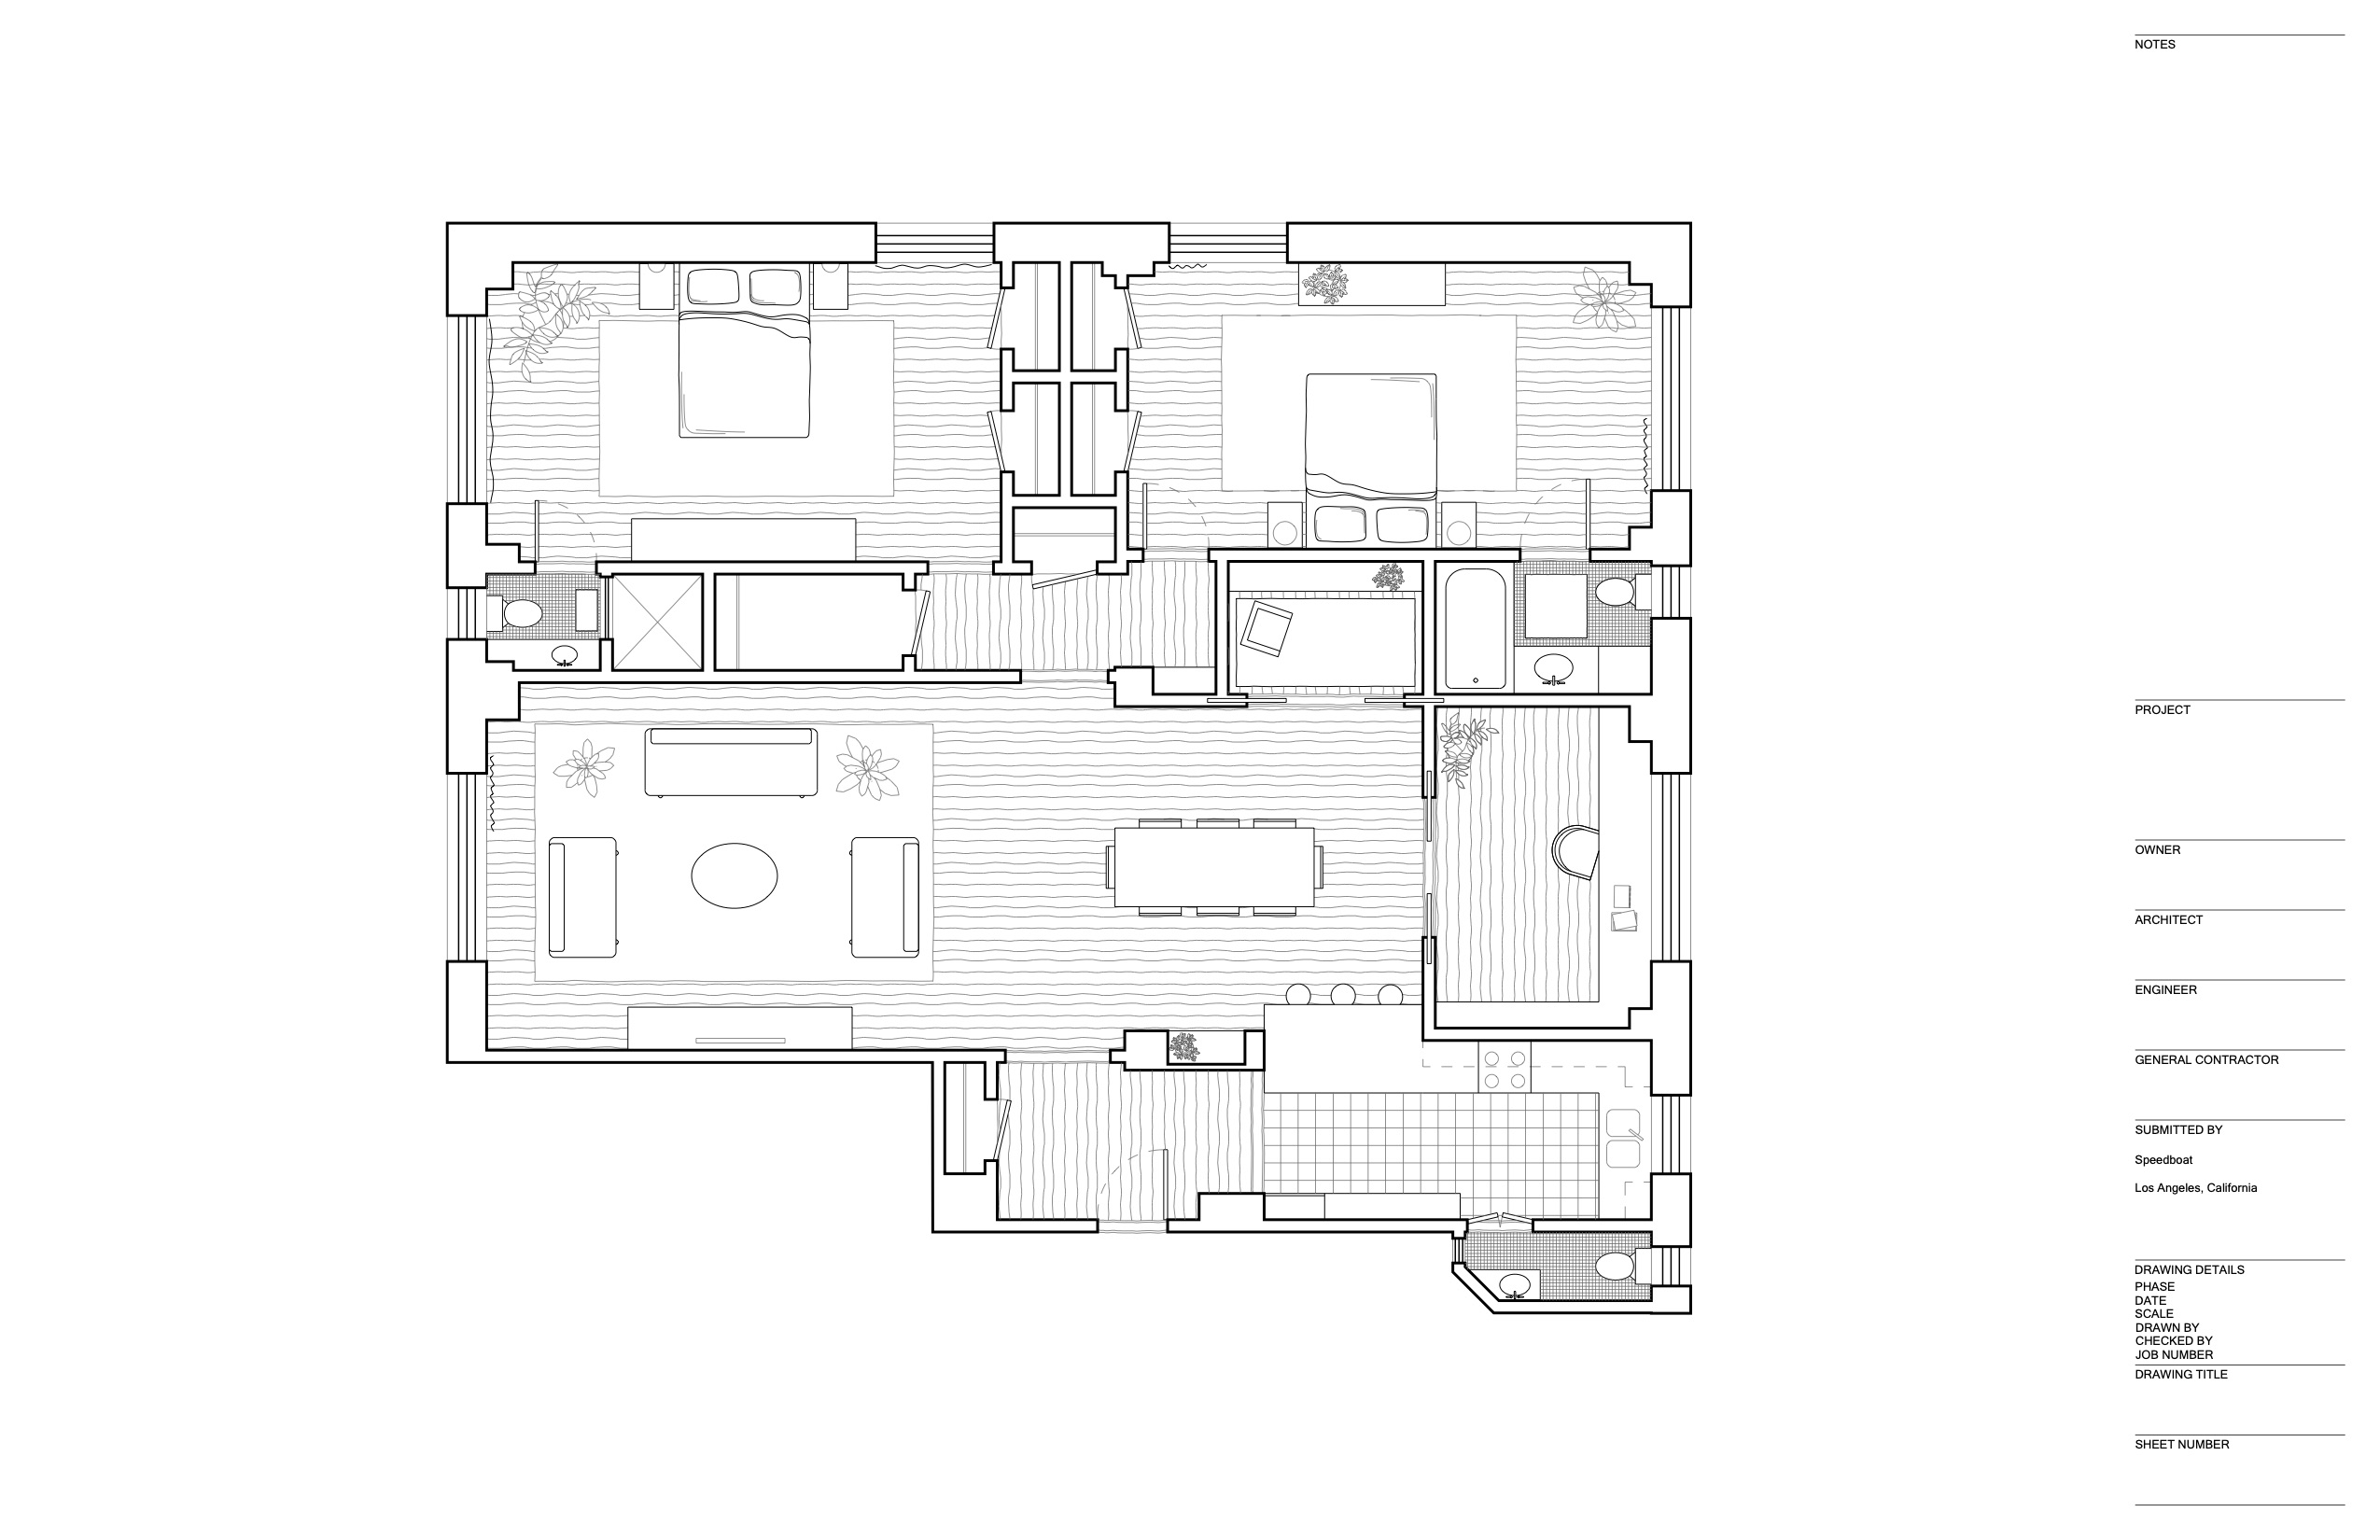 NOTES
PROJECT
OWNER
ARCHITECT
ENGINEER
GENERAL CONTRACTOR
SUBMITTED BY
Speedboat
Los Angeles, California
DRAWING DETAILS
PHASE
DATE
SCALE
DRAWN BY
CHECKED BY
JOB NUMBER
DRAWING TITLE
SHEET NUMBER